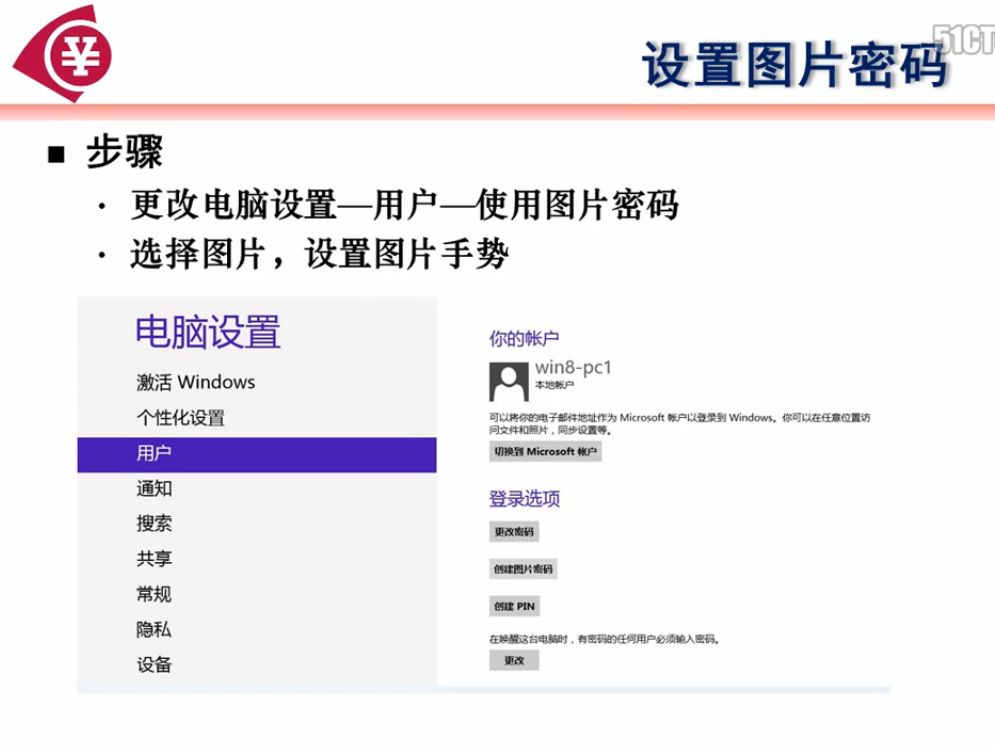 51CT
设置图片密码
■ 步骤
· 更改电脑设置—用户—使用图片密码
· 选择图片，设置图片手势
电脑设置
激活 Windows
个性化设置
用户
通知
搜索
共享
常规
隐私
设备
你的帐户
win8-pc1
本地帐户
可以将你的电子邮件地址作为 Microsoft 帐户以登录到 Windows。你可以在任意位置访
问文件和照片，同步设置等。
切换到 Microsoft 帐户
登录选项
更改密码
创建图片密码
创建 PIN
在唤醒这台电脑时，有密码的任何用户必须输入密码。
更改